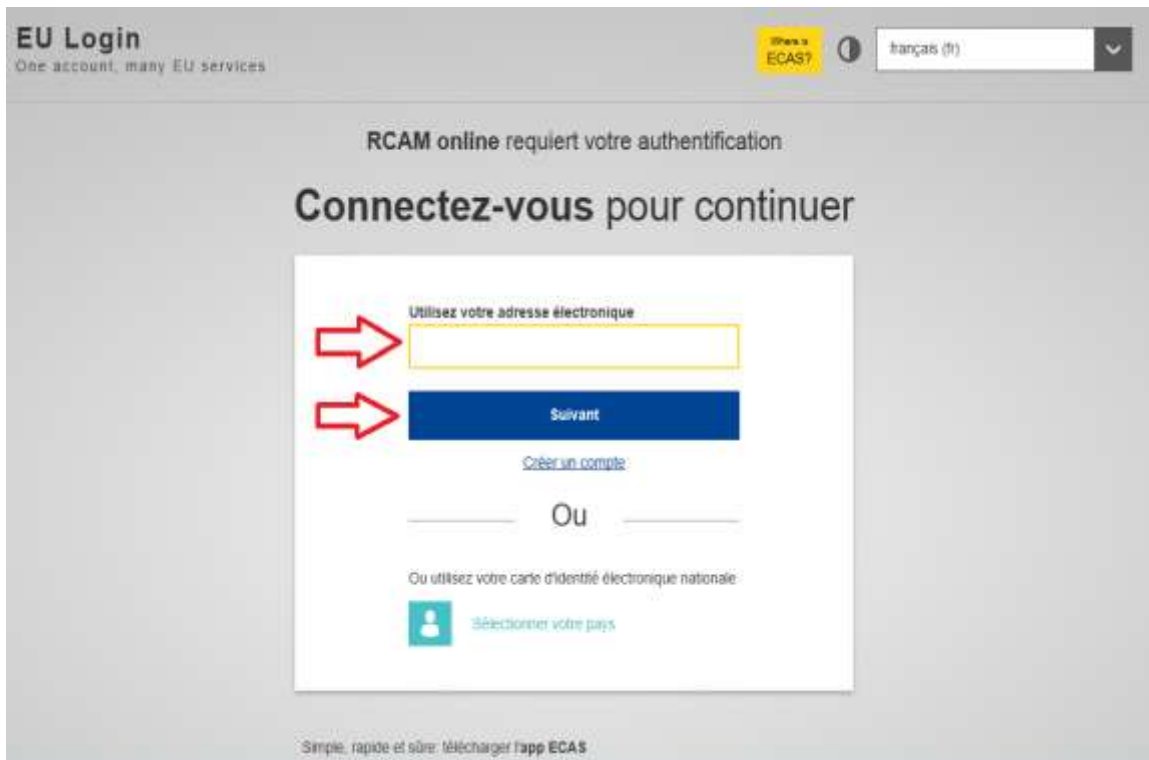 EU Login
One account, many EU services
Where is
ECAS?
français (fr)
RCAM online requiert votre authentification
Connectez-vous pour continuer
Utilisez votre adresse électronique
Suivant
Créer un compte
Ou
Ou utilisez votre carte d'identité électronique nationale
Sélectionner votre pays
Simple, rapide et sûre: télécharger l'app ECAS